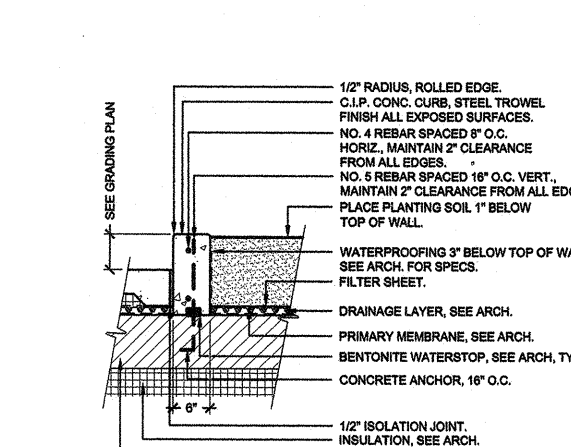 1/2" RADIUS, ROLLED EDGE.
C.I.P. CONC. CURB, STEEL TROWEL
FINISH ALL EXPOSED SURFACES.
NO. 4 REBAR SPACED 8" O.C.
HORIZ., MAINTAIN 2" CLEARANCE
FROM ALL EDGES.
NO. 5 REBAR SPACED 16" O.C. VERT.,
MAINTAIN 2" CLEARANCE FROM ALL
PLACE PLANTING SOIL 1" BELOW
TOP OF WALL.
WATERPROOFING 3" BELOW TOP OF
SEE ARCH. FOR SPECS.
FILTER SHEET.
DRAINAGE LAYER, SEE ARCH.
PRIMARY MEMBRANE, SEE ARCH.
BENTONITE WATERSTOP, SEE ARCH,
CONCRETE ANCHOR, 16" O.C.
1/2" ISOLATION JOINT.
INSULATION, SEE ARCH.
SEE GRADING PLAN
6"